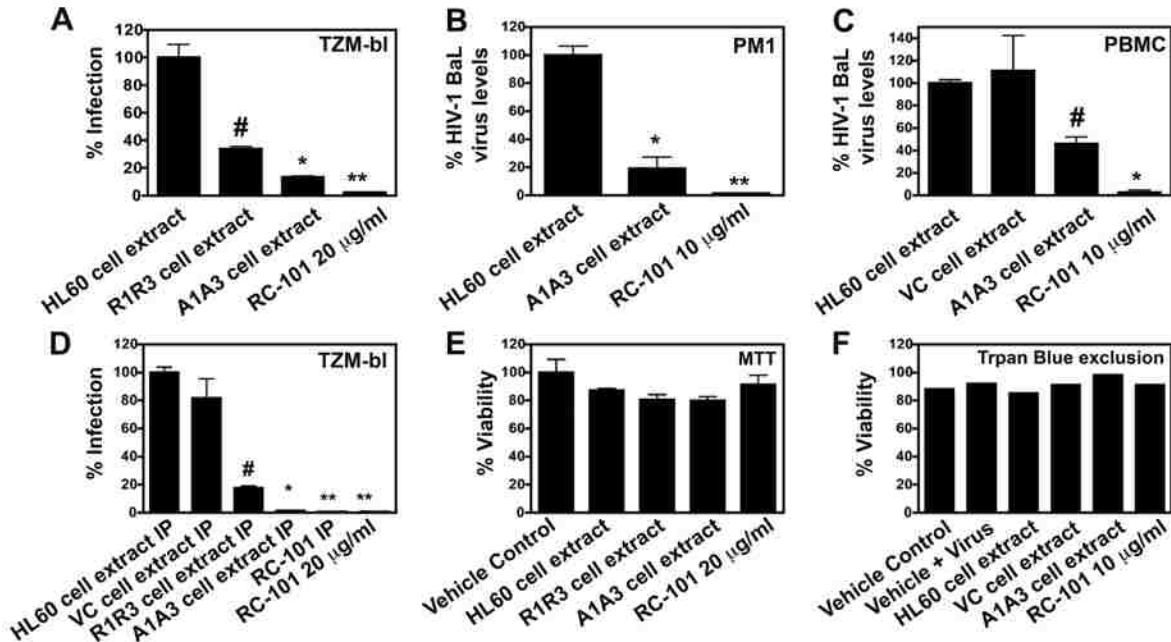 A
TZM-bl
% Infection
120
100
80
60
40
20
0
#
*
**
HL60 cell extract
R1R3 cell extract
A1A3 cell extract
RC-101 20 μg/ml
B
PM1
% HIV-1 BaL
virus levels
120
100
80
60
40
20
0
*
**
HL60 cell extract
A1A3 cell extract
RC-101 10 μg/ml
C
PBMC
% HIV-1 BaL
virus levels
140
120
100
80
60
40
20
0
#
*
HL60 cell extract
VC cell extract
A1A3 cell extract
RC-101 10 μg/ml
D
TZM-bl
% Infection
120
100
80
60
40
20
0
#
*
**
**
HL60 cell extract IP
VC cell extract IP
R1R3 cell extract IP
A1A3 cell extract IP
RC-101 IP
RC-101 20 μg/ml
E
MTT
% Viability
120
100
80
60
40
20
0
Vehicle Control
HL60 cell extract
R1R3 cell extract
A1A3 cell extract
RC-101 20 μg/ml
F
Trpan Blue exclusion
% Viability
120
100
80
60
40
20
0
Vehicle Control
Vehicle + Virus
HL60 cell extract
VC cell extract
A1A3 cell extract
RC-101 10 μg/ml